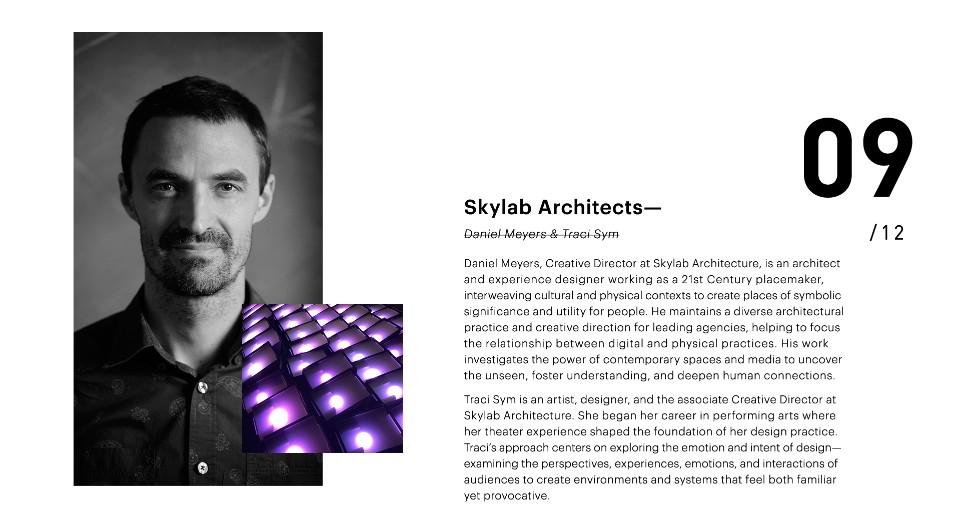 09
/12
Skylab Architects—
Daniel Meyers & Traci Sym
Daniel Meyers, Creative Director at Skylab Architecture, is an architect
and experience designer working as a 21st Century placemaker,
interweaving cultural and physical contexts to create places of symbolic
significance and utility for people. He maintains a diverse architectural
practice and creative direction for leading agencies, helping to focus
the relationship between digital and physical practices. His work
investigates the power of contemporary spaces and media to uncover
the unseen, foster understanding, and deepen human connections.
Traci Sym is an artist, designer, and the associate Creative Director at
Skylab Architecture. She began her career in performing arts where
her theater experience shaped the foundation of her design practice.
Traci's approach centers on exploring the emotion and intent of design—
examining the perspectives, experiences, emotions, and interactions of
audiences to create environments and systems that feel both familiar
yet provocative.